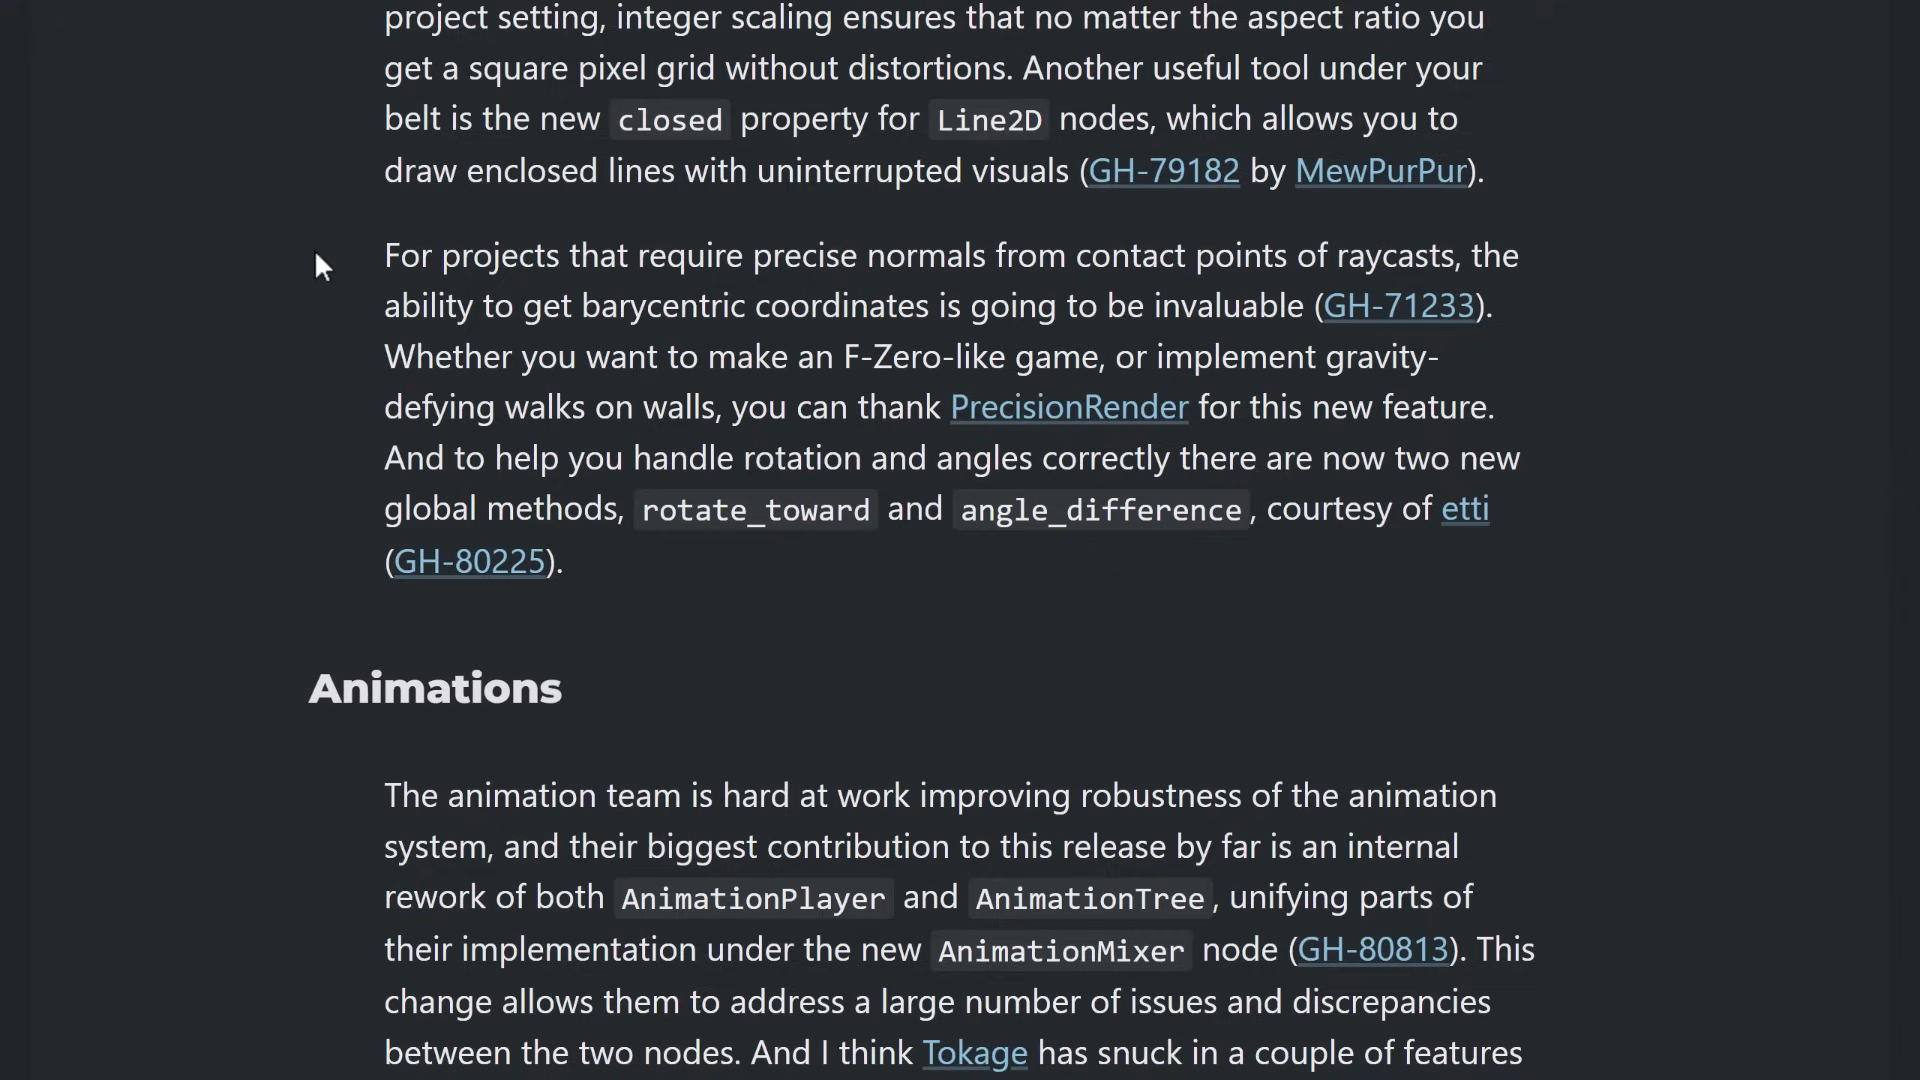 project setting, integer scaling ensures that no matter the aspect ratio you
get a square pixel grid without distortions. Another useful tool under your
belt is the new closed property for Line2D nodes, which allows you to
draw enclosed lines with uninterrupted visuals (GH-79182 by MewPurPur).
For projects that require precise normals from contact points of raycasts, the
ability to get barycentric coordinates is going to be invaluable (GH-71233).
Whether you want to make an F-Zero-like game, or implement gravity-
defying walks on walls, you can thank PrecisionRender for this new feature.
And to help you handle rotation and angles correctly there are now two new
global methods, rotate_toward and angle_difference, courtesy of etti
(GH-80225).
Animations
The animation team is hard at work improving robustness of the animation
system, and their biggest contribution to this release by far is an internal
rework of both AnimationPlayer and AnimationTree, unifying parts of
their implementation under the new AnimationMixer node (GH-80813). This
change allows them to address a large number of issues and discrepancies
between the two nodes. And I think Tokage has snuck in a couple of features